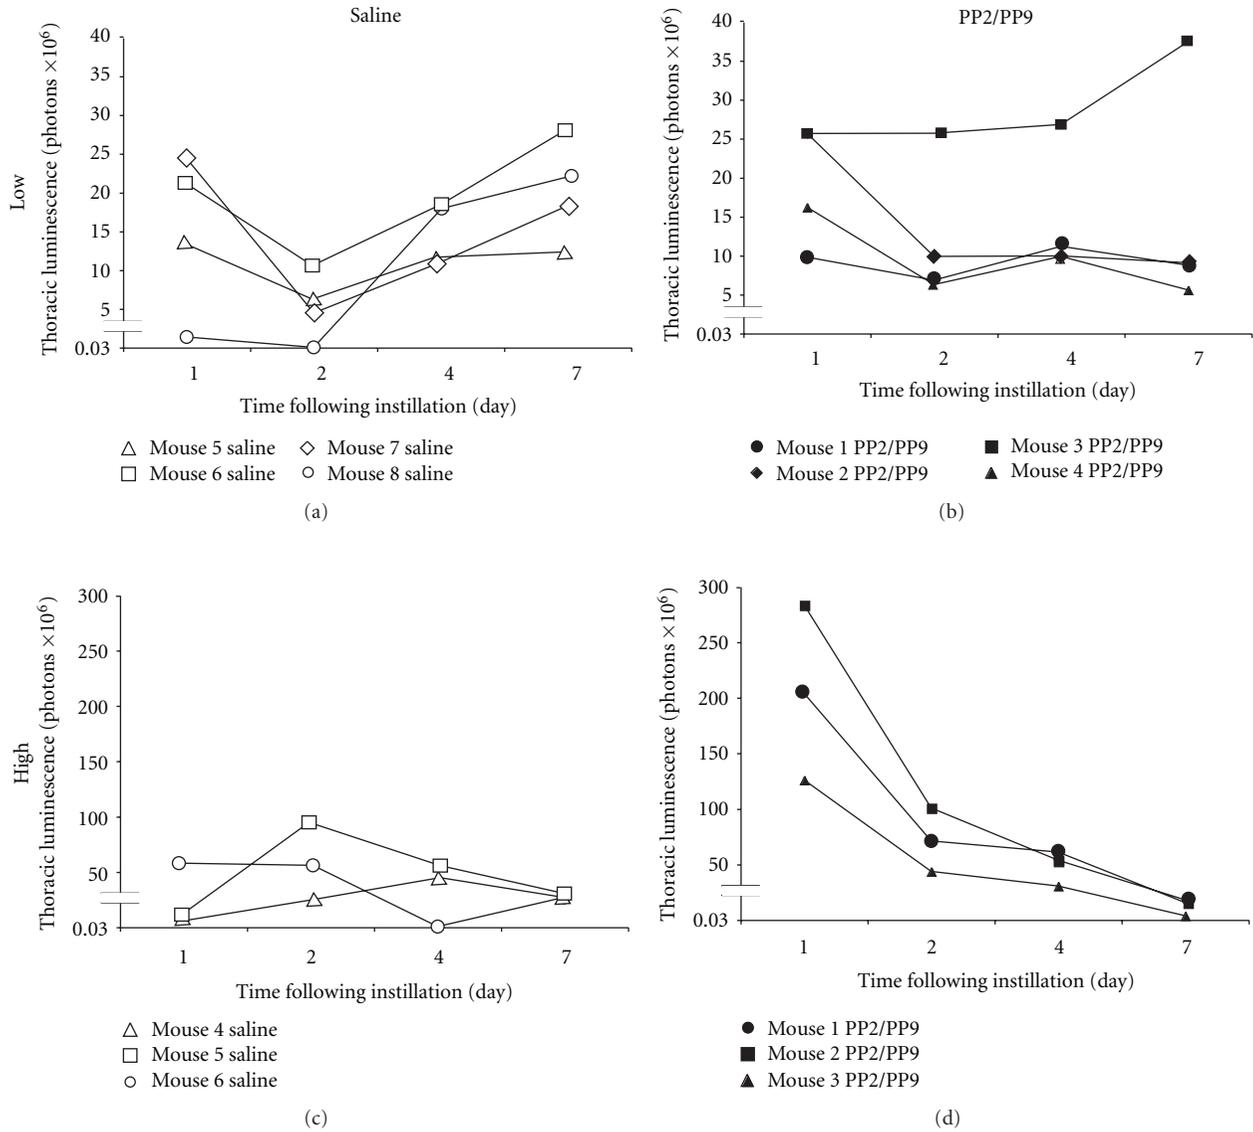 Saline
Low
Thoracic luminescence (photons ×10⁶)
40
35
30
25
20
15
10
5
0.03
1 2 4 7
Time following instillation (day)
Mouse 5 saline Mouse 7 saline
Mouse 6 saline Mouse 8 saline
(a)
PP2/PP9
Thoracic luminescence (photons ×10⁶)
40
35
30
25
20
15
10
5
0.03
1 2 4 7
Time following instillation (day)
Mouse 1 PP2/PP9 Mouse 3 PP2/PP9
Mouse 2 PP2/PP9 Mouse 4 PP2/PP9
(b)
High
Thoracic luminescence (photons ×10⁶)
300
250
200
150
100
50
0.03
1 2 4 7
Time following instillation (day)
Mouse 4 saline
Mouse 5 saline
Mouse 6 saline
(c)
Thoracic luminescence (photons ×10⁶)
300
250
200
150
100
50
0.03
1 2 4 7
Time following instillation (day)
Mouse 1 PP2/PP9
Mouse 2 PP2/PP9
Mouse 3 PP2/PP9
(d)